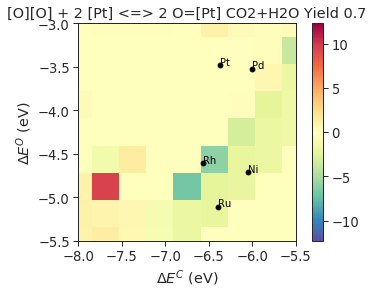 [O][O] + 2 [Pt] <=> 2 O=[Pt] CO2+H2O Yield 0.7
−3.0
−3.5
−4.0
−4.5
−5.0
−5.5
ΔE^O (eV)
Pt
Pd
Rh
Ni
Ru
−8.0 −7.5 −7.0 −6.5 −6.0 −5.5
ΔE^C (eV)
10
5
0
−5
−10